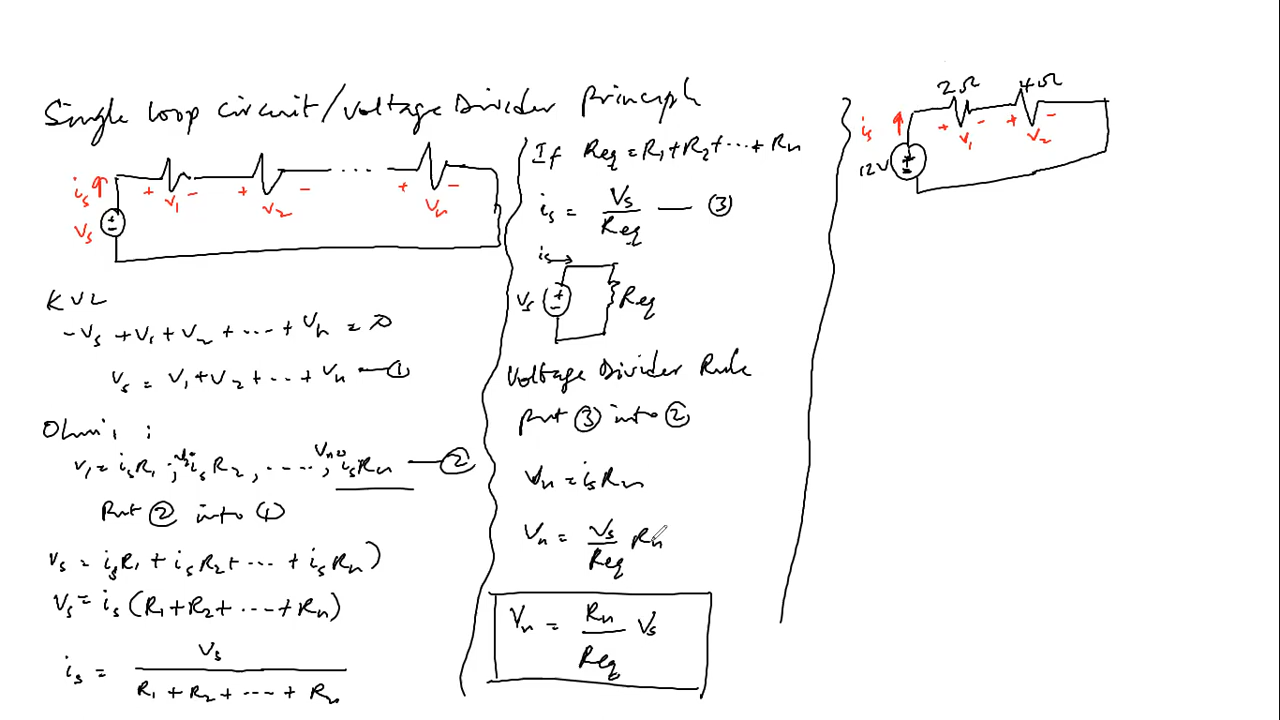 Single Loop Circuit/Voltage Divider Principle
is
Vs
+ V1 -
+ V2 -
...
+ Vn -
KVL
-Vs + V1 + V2 + ... + Vn = 0
Vs = V1 + V2 + ... + Vn — ①
Ohm's :
V1 = isR1 ; V2= isR2, ....., Vn= isRn — ②
Put ② into ①
Vs = isR1 + isR2 + ... + isRn)
Vs = is (R1 + R2 + ... + Rn)
is = Vs / R1 + R2 + ... + Rn
If Req = R1 + R2 + ... + Rn
is = Vs / Req — ③
is →
Vs + - Req
Voltage Divider Rule
Put ③ into ②
Vn = isRn
Vn = Vs / Req Rn
Vn = Rn / Req Vs
2Ω 4Ω
is
+ V1 - + V2 -
12V